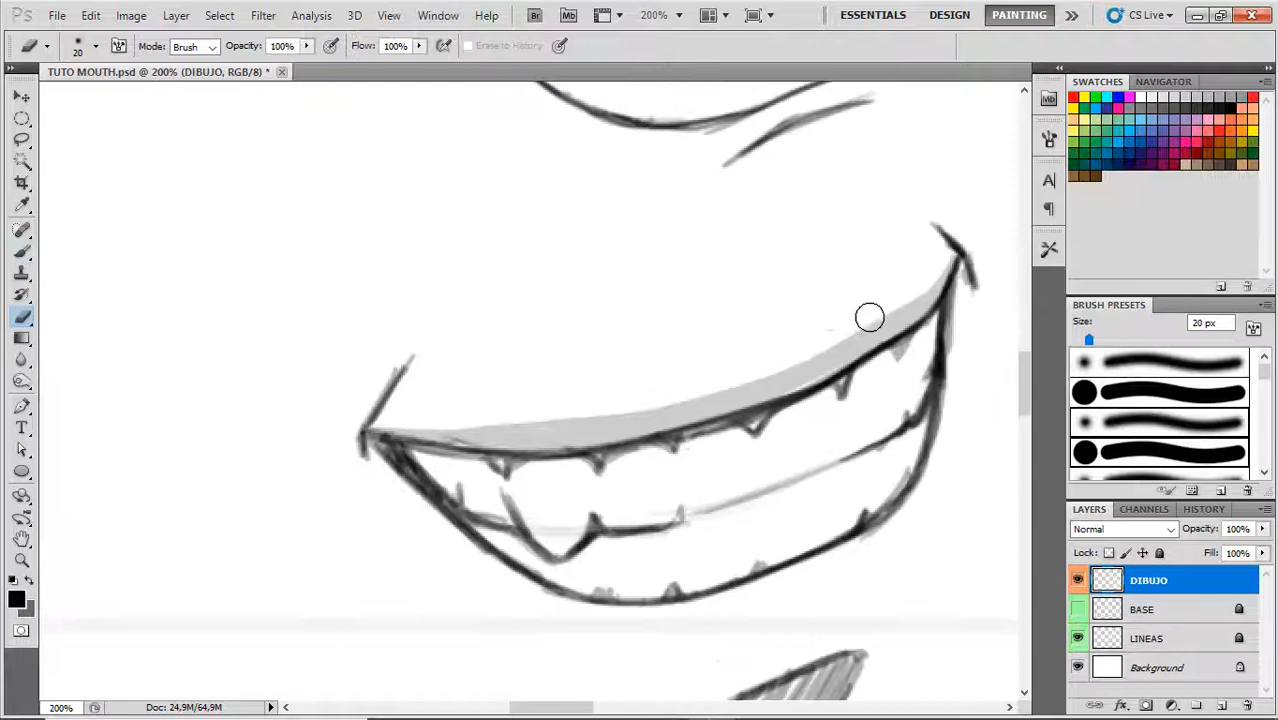 Ps File Edit Image Layer Select Filter Analysis 3D View Window Help Br Mb 200% ESSENTIALS DESIGN PAINTING CS Live
20 Mode: Brush Opacity: 100% Flow: 100% Erase to History
TUTO MOUTH.psd @ 200% (DIBUJO, RGB/8) *
SWATCHES NAVIGATOR
Mb
A
T
BRUSH PRESETS
Size: 20 px
LAYERS CHANNELS HISTORY
Normal Opacity: 100%
Lock: Fill: 100%
DIBUJO
BASE
LINEAS
Background
200% Doc: 24,9M/64,9M
fx